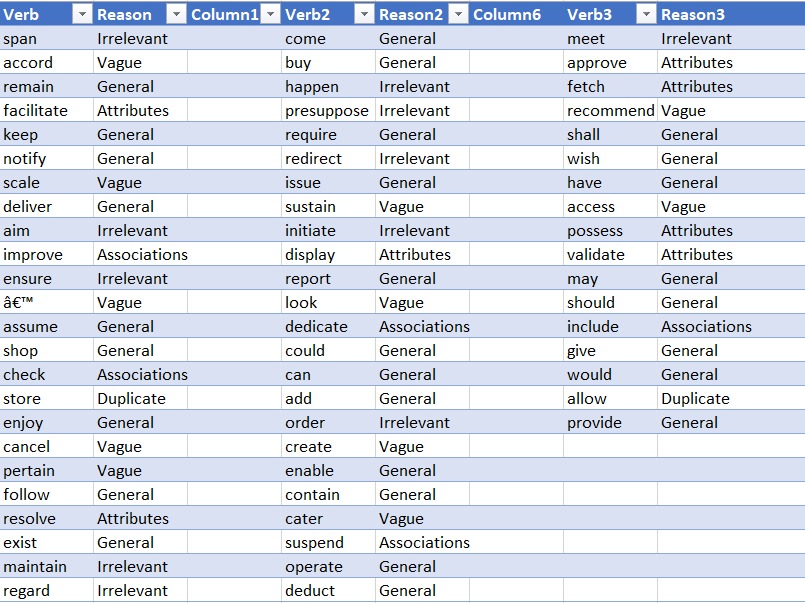 Verb Reason Column1 Verb2 Reason2 Column6 Verb3 Reason3
span Irrelevant come General meet Irrelevant
accord Vague buy General approve Attributes
remain General happen Irrelevant fetch Attributes
facilitate Attributes presuppose Irrelevant recommend Vague
keep General require General shall General
notify General redirect Irrelevant wish General
scale Vague issue General have General
deliver General sustain Vague access Vague
aim Irrelevant initiate Irrelevant possess Attributes
improve Associations display Attributes validate Attributes
ensure Irrelevant report General may General
â€™ Vague look Vague should General
assume General dedicate Associations include Associations
shop General could General give General
check Associations can General would General
store Duplicate add General allow Duplicate
enjoy General order Irrelevant provide General
cancel Vague create Vague
pertain Vague enable General
follow General contain General
resolve Attributes cater Vague
exist General suspend Associations
maintain Irrelevant operate General
regard Irrelevant deduct General